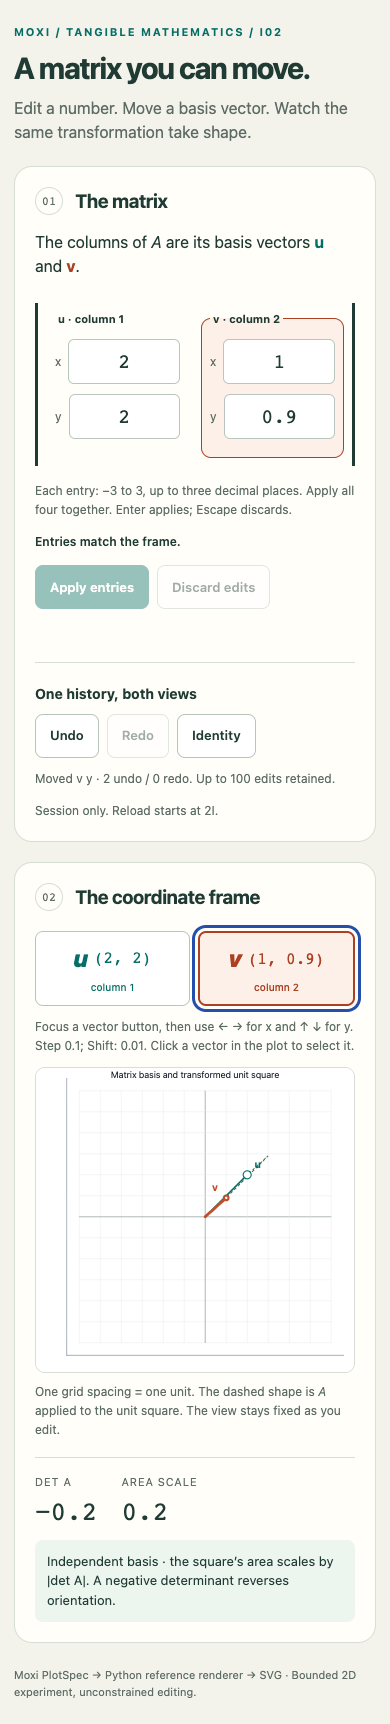 MOXI / TANGIBLE MATHEMATICS / I02
A matrix you can move.
Edit a number. Move a basis vector. Watch the
same transformation take shape.
01 The matrix
The columns of A are its basis vectors u
and v.
u · column 1
v · column 2
x 2
x 1
y 2
y 0.9
Each entry: −3 to 3, up to three decimal places. Apply all
four together. Enter applies; Escape discards.
Entries match the frame.
Apply entries
Discard edits
One history, both views
Undo
Redo
Identity
Moved v y · 2 undo / 0 redo. Up to 100 edits retained.
Session only. Reload starts at 2I.
02 The coordinate frame
u (2, 2)
column 1
v (1, 0.9)
column 2
Focus a vector button, then use ← → for x and ↑ ↓ for y.
Step 0.1; Shift: 0.01. Click a vector in the plot to select it.
Matrix basis and transformed unit square
u
v
One grid spacing = one unit. The dashed shape is A
applied to the unit square. The view stays fixed as you
edit.
DET A
AREA SCALE
−0.2
0.2
Independent basis · the square's area scales by
|det A|. A negative determinant reverses
orientation.
Moxi PlotSpec → Python reference renderer → SVG · Bounded 2D
experiment, unconstrained editing.